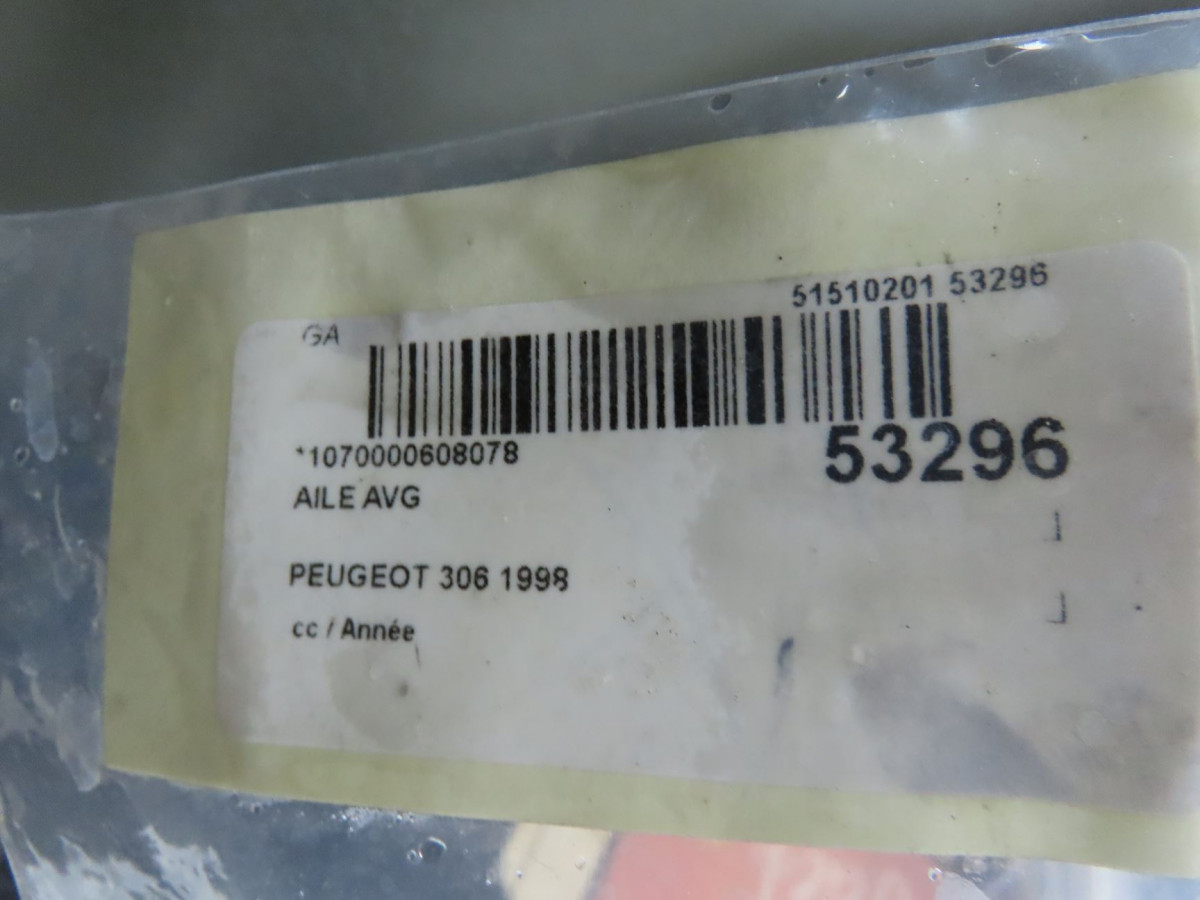 51510201 53296
GA
*1070000608078
53296
AILE AVG
PEUGEOT 306 1998
cc / Année